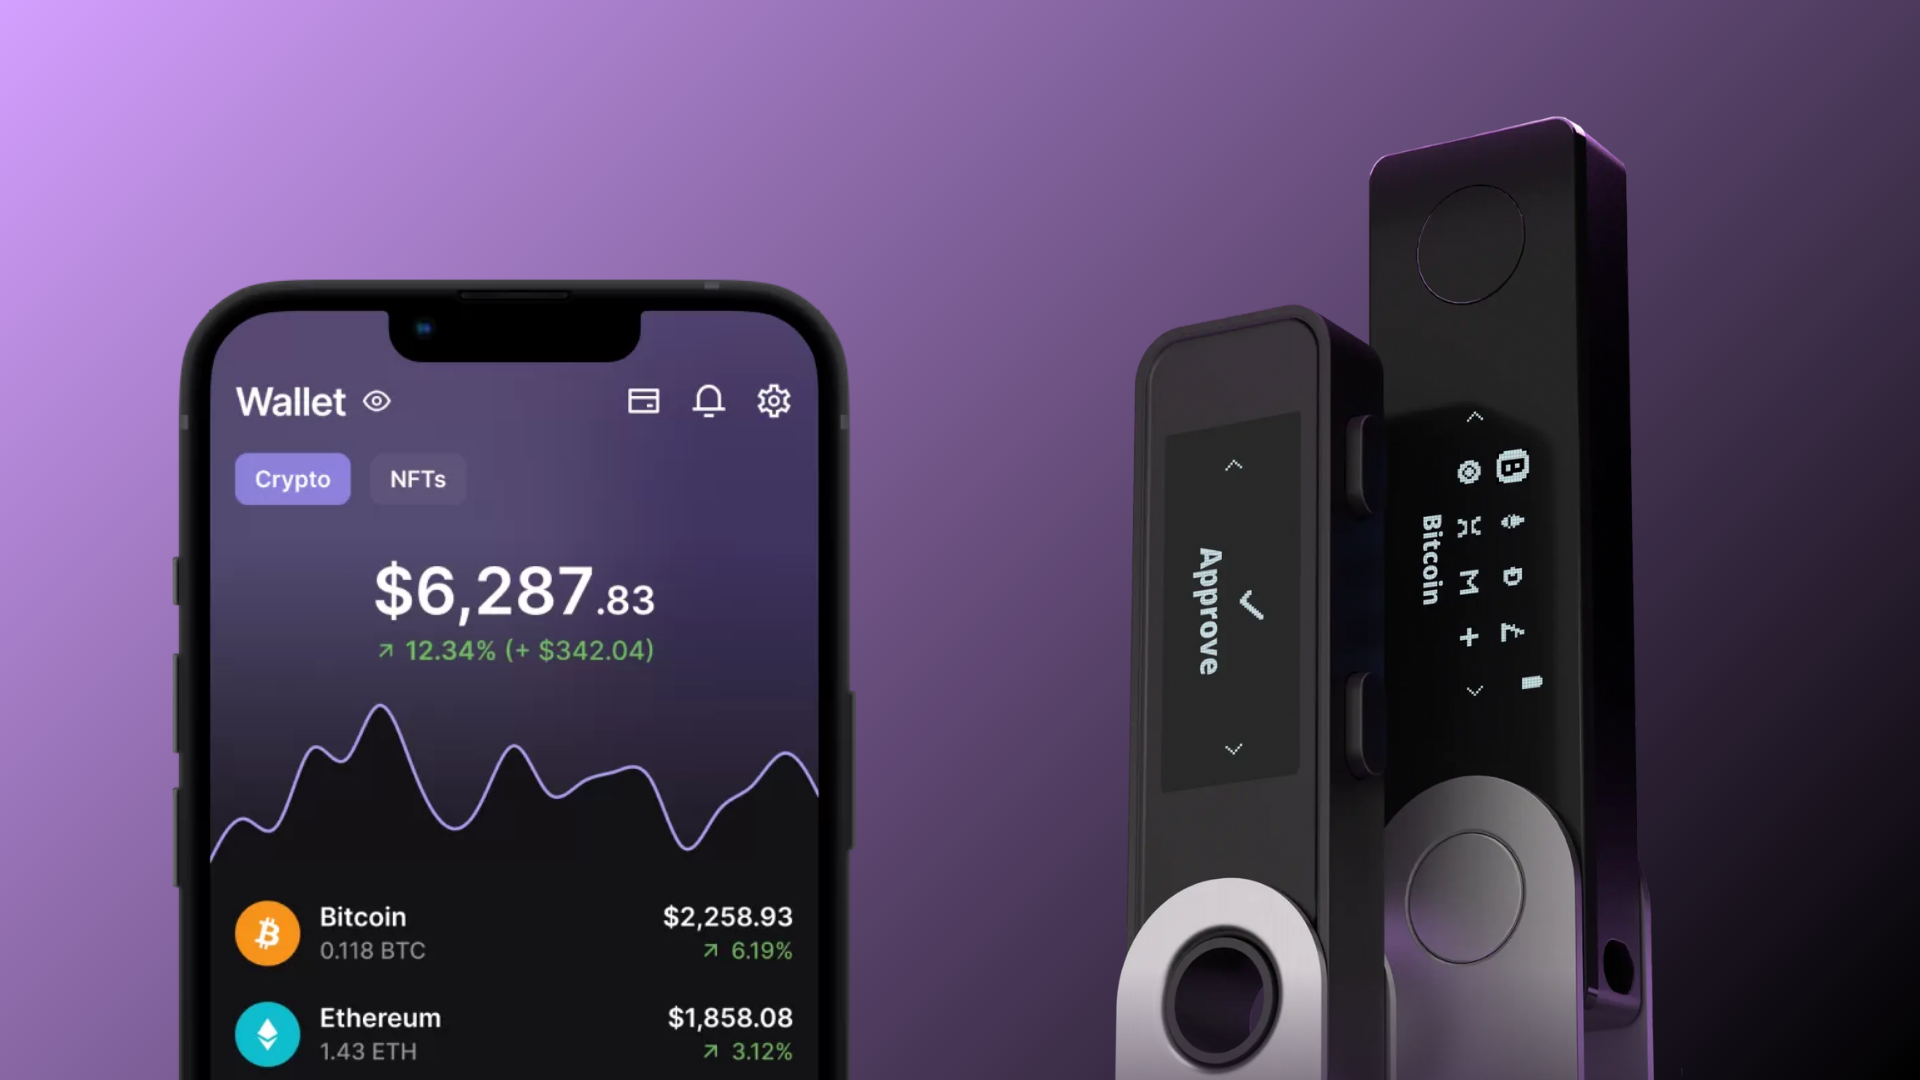 Wallet
Crypto
NFTs
$6,287.83
12.34% (+ $342.04)
Bitcoin
$2,258.93
0.118 BTC
6.19%
Ethereum
$1,858.08
1.43 ETH
3.12%
Approve
Bitcoin